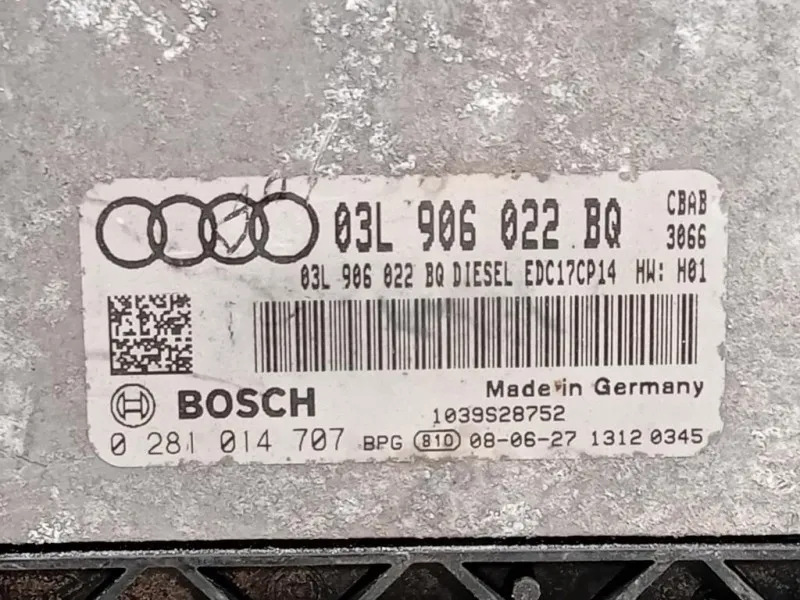 03L 906 022 BQ CBAB
3066
03L 906 022 BQ DIESEL EDC17CP14 HW: H01
BOSCH Made in Germany
1039S28752
0 281 014 707 BPG 810 08-06-27 1312 0345